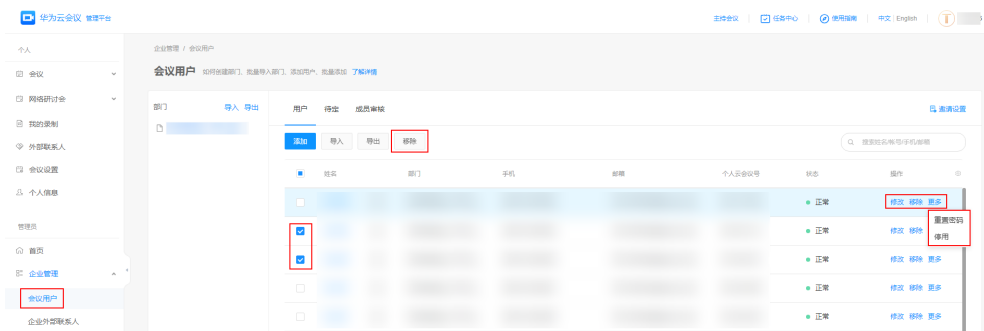 华为云会议 管理平台 主持会议 任务中心 使用指南 中文 | English
个人
会议
网络研讨会
我的录制
外部联系人
会议设置
个人信息
管理员
首页
企业管理
会议用户
企业外部联系人
企业管理 / 会议用户
会议用户 如何创建部门、批量导入部门、添加用户、批量添加 了解详情
部门 导入 导出
用户 待定 成员审核 邀请设置
添加 导入 导出 移除 搜索姓名/帐号/手机/邮箱
姓名 部门 手机 邮箱 个人云会议号 状态 操作
正常 修改 移除 更多
重置密码
停用
正常 修改 移除
正常 修改 移除 更多
正常 修改 移除 更多
正常 修改 移除 更多